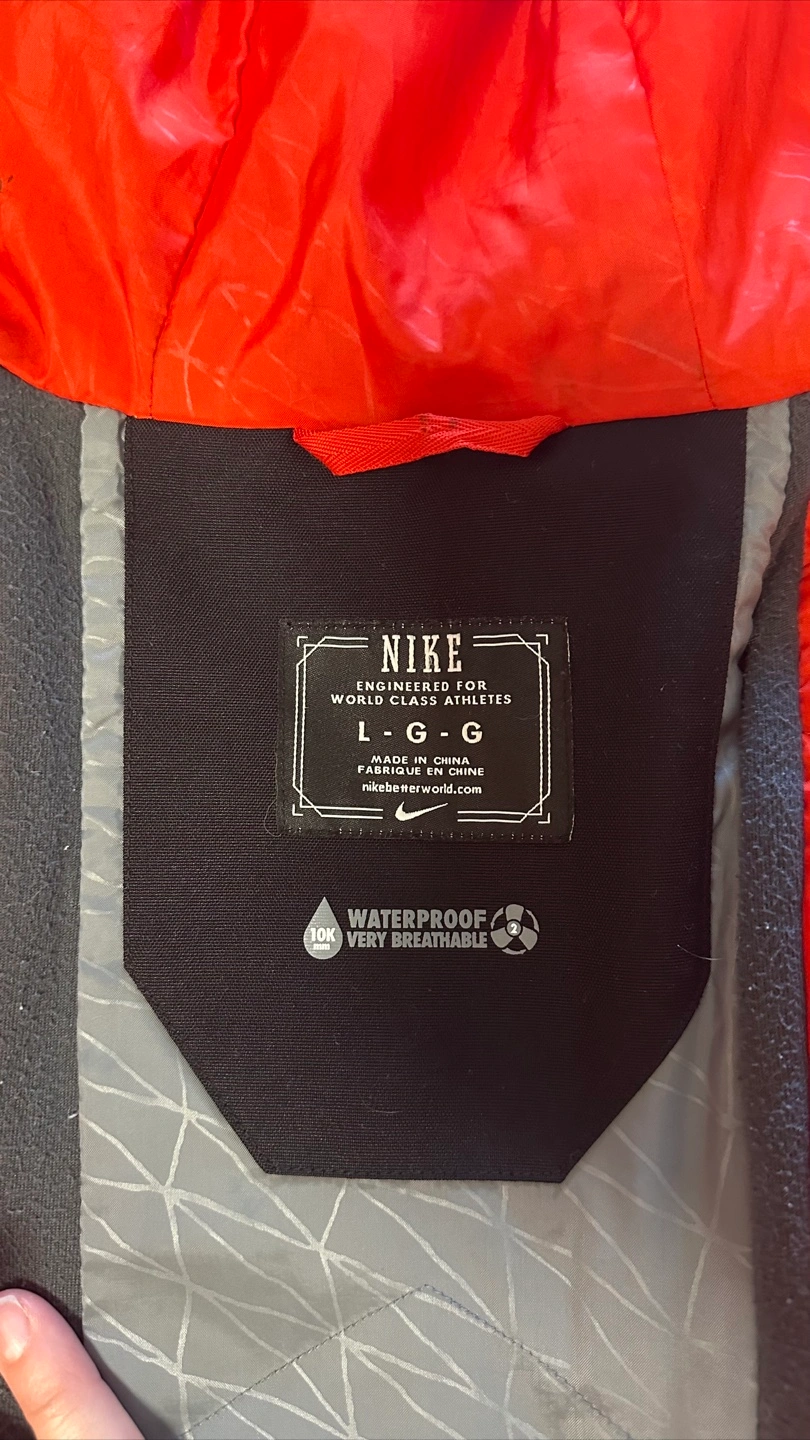 NIKE
ENGINEERED FOR
WORLD CLASS ATHLETES
L - G - G
MADE IN CHINA
FABRIQUE EN CHINE
nikebetterworld.com
10K
mm
WATERPROOF
VERY BREATHABLE
2